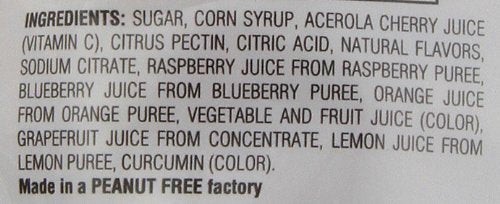 INGREDIENTS: SUGAR, CORN SYRUP, ACEROLA CHERRY JUICE
(VITAMIN C), CITRUS PECTIN, CITRIC ACID, NATURAL FLAVORS,
SODIUM CITRATE, RASPBERRY JUICE FROM RASPBERRY PUREE,
BLUEBERRY JUICE FROM BLUEBERRY PUREE, ORANGE JUICE
FROM ORANGE PUREE, VEGETABLE AND FRUIT JUICE (COLOR),
GRAPEFRUIT JUICE FROM CONCENTRATE, LEMON JUICE FROM
LEMON PUREE, CURCUMIN (COLOR).
Made in a PEANUT FREE factory